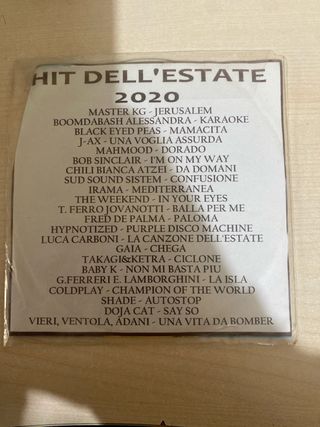 HIT DELL'ESTATE
2020
MASTER KG - JERUSALEM
BOOMDABASH ALESSANDRA - KARAOKE
BLACK EYED PEAS - MAMACITA
J-AX - UNA VOGLIA ASSURDA
MAHMOOD - DORADO
BOB SINCLAIR - I'M ON MY WAY
CHILI BIANCA ATZEI - DA DOMANI
SUD SOUND SISTEM - CONFUSIONE
IRAMA - MEDITERRANEA
THE WEEKEND - IN YOUR EYES
T. FERRO JOVANOTTI - BALLA PER ME
FRED DE PALMA - PALOMA
HYPNOTIZED - PURPLE DISCO MACHINE
LUCA CARBONI - LA CANZONE DELL'ESTATE
GAIA - CHEGA
TAKAGI&KETRA - CICLONE
BABY K - NON MI BASTA PIU
G.FERRERI E. LAMBORGHINI - LA ISLA
COLDPLAY - CHAMPION OF THE WORLD
SHADE - AUTOSTOP
DOJA CAT - SAY SO
VIERI, VENTOLA, ADANI - UNA VITA DA BOMBER